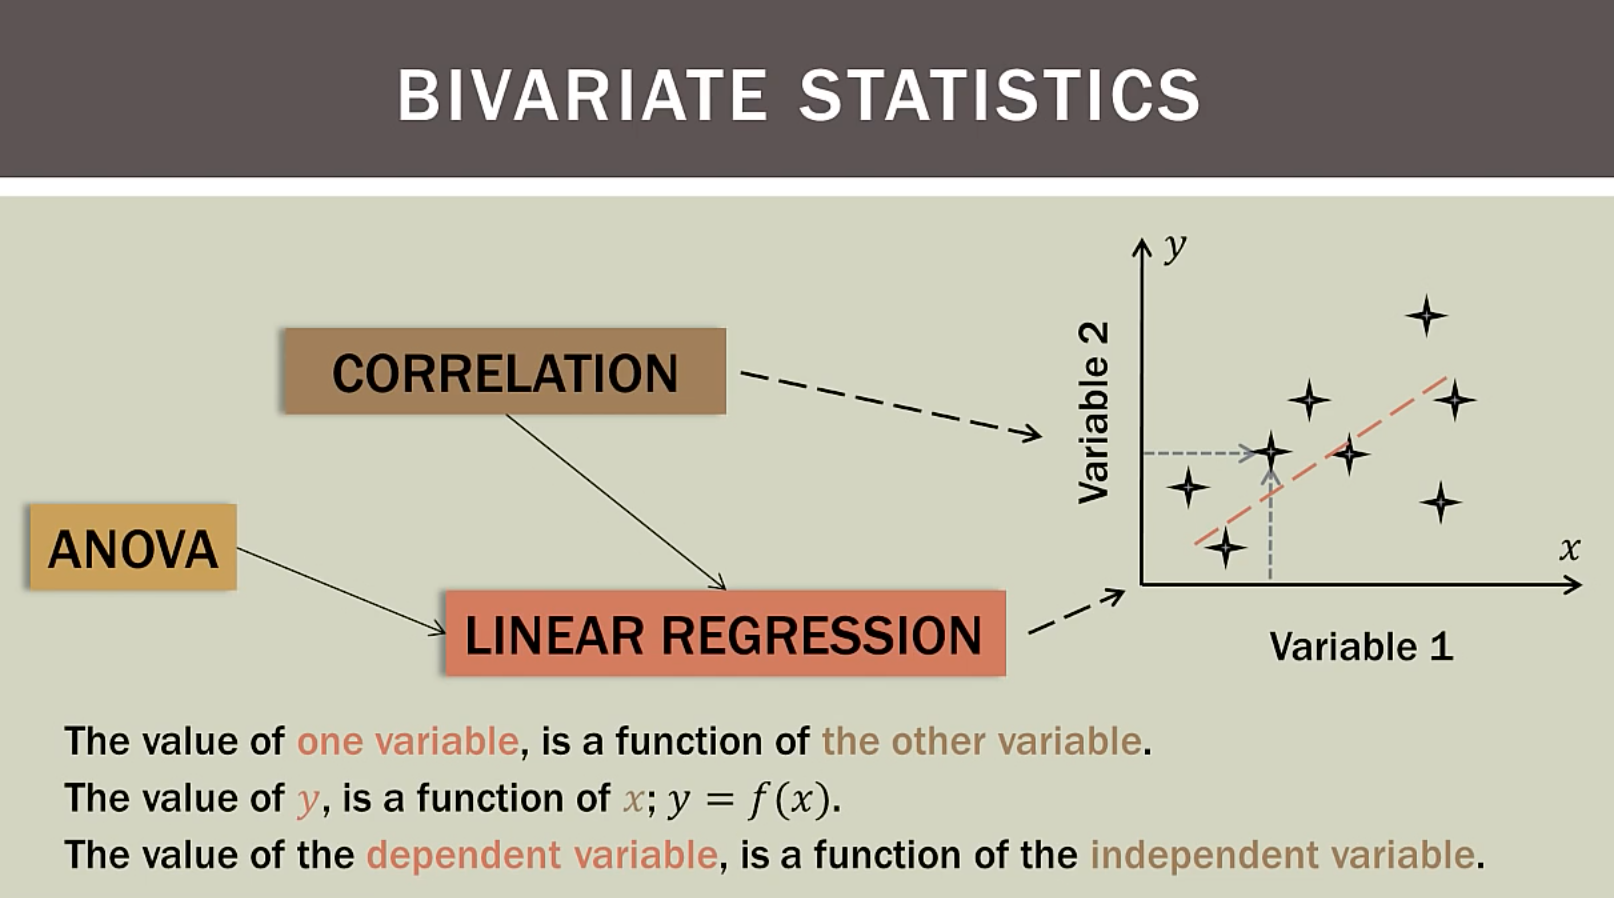 BIVARIATE STATISTICS
CORRELATION
ANOVA
LINEAR REGRESSION
y
Variable 2
x
Variable 1
The value of one variable, is a function of the other variable.
The value of y, is a function of x; y = f(x).
The value of the dependent variable, is a function of the independent variable.